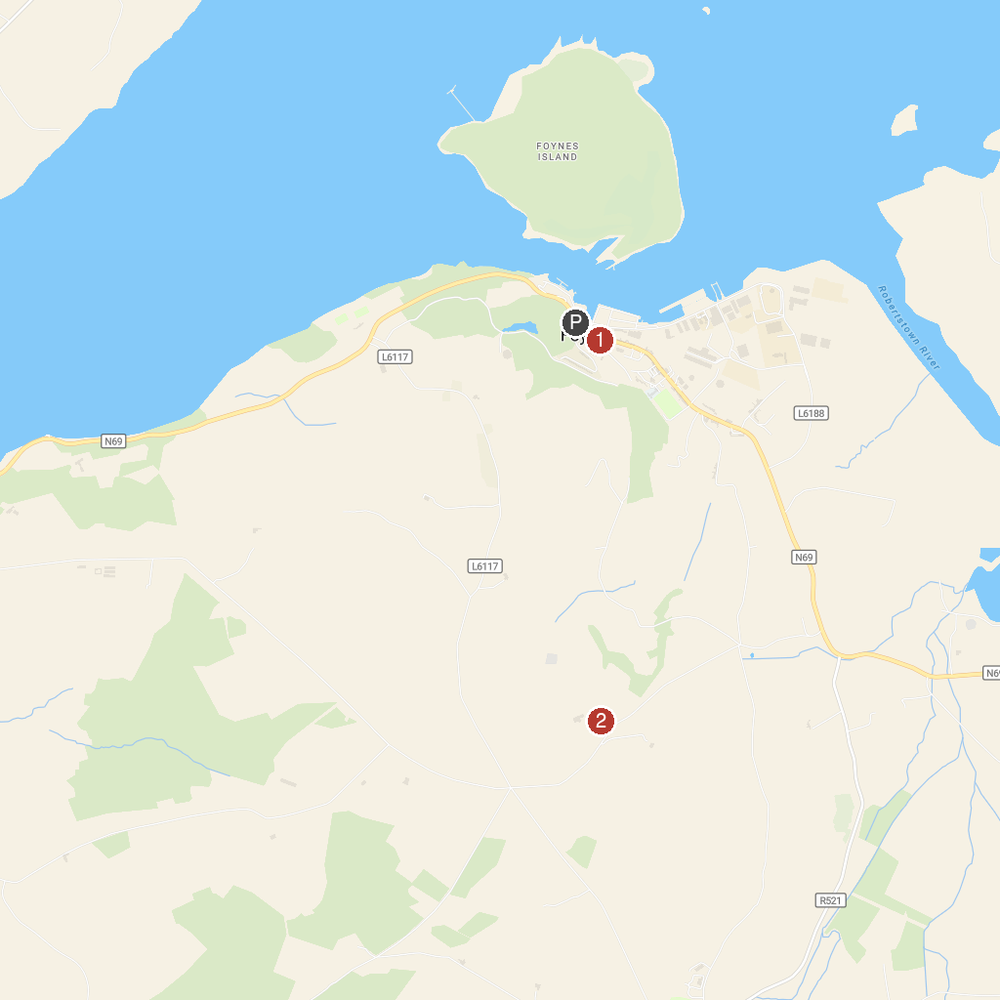 FOYNES
ISLAND
Robertstown River
P
1
L6117
L6188
N69
N69
L6117
N69
2
R521